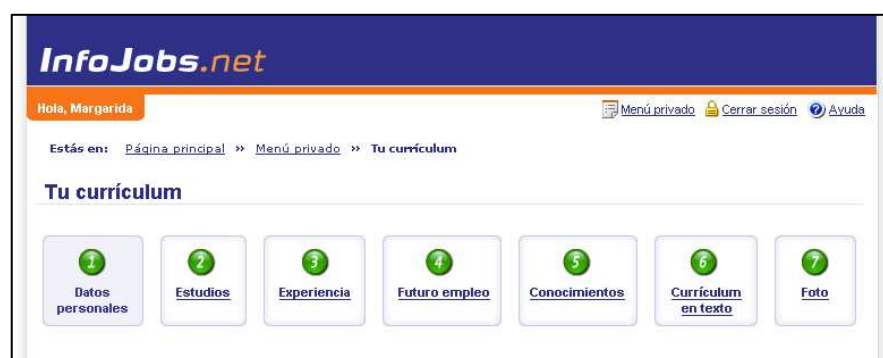 InfoJobs.net
Hola, Margarida
Menú privado Cerrar sesión Ayuda
Estás en: Página principal » Menú privado » Tu currículum
Tu currículum
1 2 3 4 5 6 7
Datos personales
Estudios
Experiencia
Futuro empleo
Conocimientos
Currículum en texto
Foto